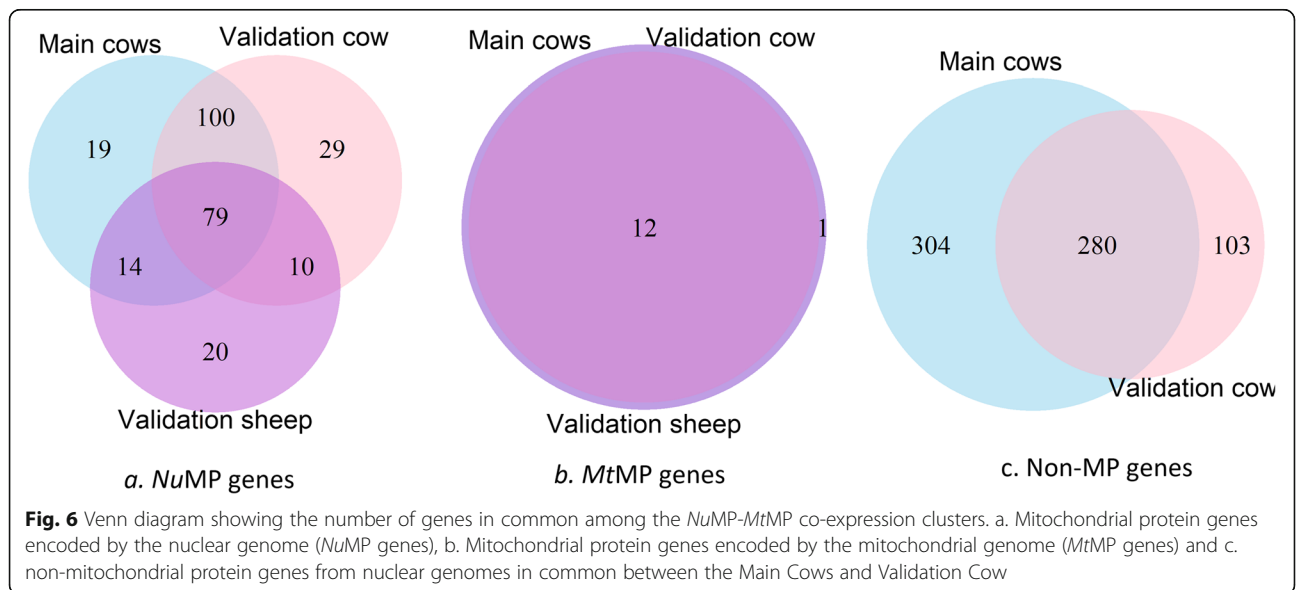 Main cows
Validation cow
100
19
29
79
14
10
20
Validation sheep
a. NuMP genes
Main cows
Validation cow
12
1
Validation sheep
b. MtMP genes
Main cows
304
280
103
Validation cow
c. Non-MP genes
Fig. 6 Venn diagram showing the number of genes in common among the NuMP-MtMP co-expression clusters. a. Mitochondrial protein genes
encoded by the nuclear genome (NuMP genes), b. Mitochondrial protein genes encoded by the mitochondrial genome (MtMP genes) and c.
non-mitochondrial protein genes from nuclear genomes in common between the Main Cows and Validation Cow